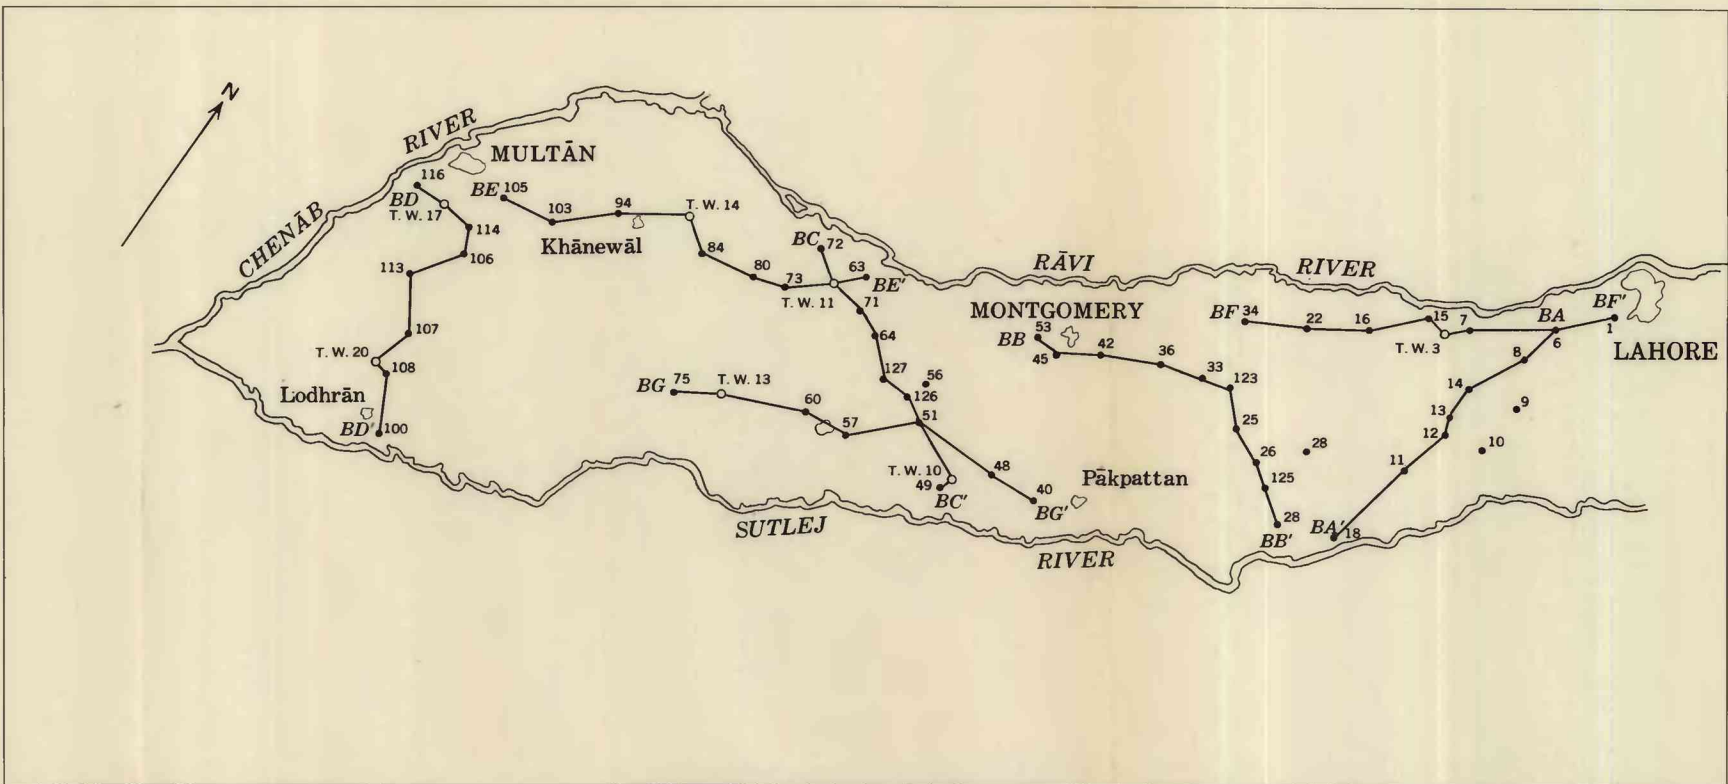 N
CHENĀB
RIVER
MULTĀN
116
BD
T. W. 17
114
106
113
107
T. W. 20
108
Lodhrān
BD'
100
BE
105
103
94
Khānewāl
T. W. 14
84
80
73
T. W. 11
BC
72
63
BE'
71
64
127
126
56
51
BG
75
T. W. 13
60
57
T. W. 10
49
BC'
48
40
BG'
Pākpattan
SUTLEJ
RIVER
RĀVI
RIVER
MONTGOMERY
BB
53
45
42
36
33
123
25
26
125
28
BB'
28
BF
34
22
16
15
T. W. 3
7
BA
6
BF'
1
LAHORE
8
14
13
12
11
BA'
18
9
10